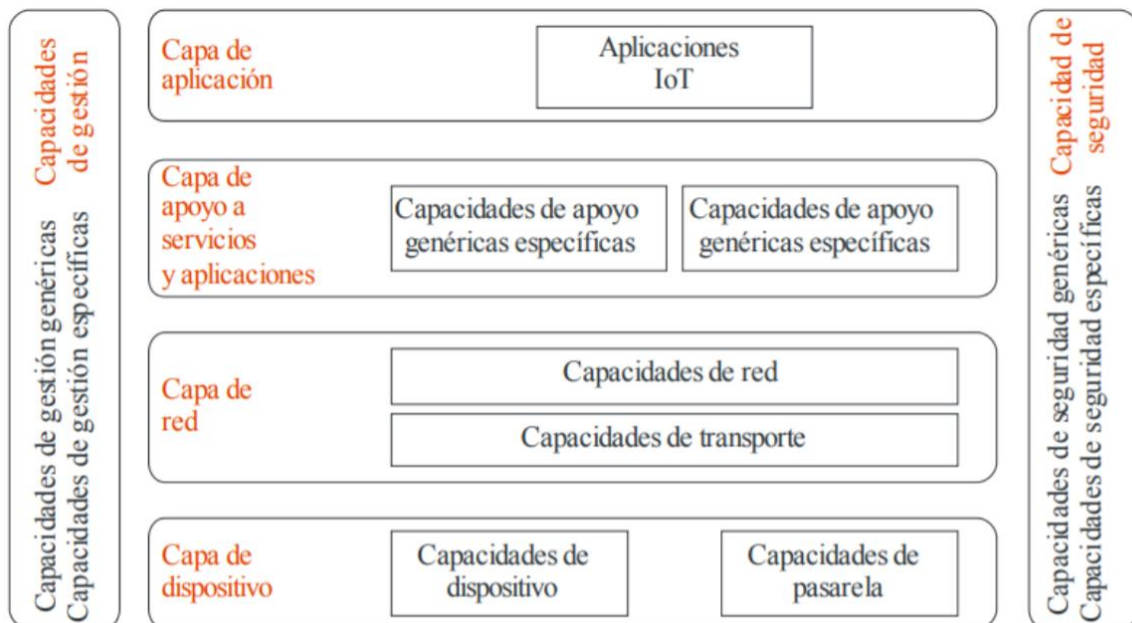 Capacidades
de gestión
Capacidades de gestión genéricas
Capacidades de gestión específicas
Capa de
aplicación
Aplicaciones
IoT
Capa de
apoyo a
servicios
y aplicaciones
Capacidades de apoyo
genéricas específicas
Capacidades de apoyo
genéricas específicas
Capa de
red
Capacidades de red
Capacidades de transporte
Capa de
dispositivo
Capacidades de
dispositivo
Capacidades de
pasarela
Capacidad de
seguridad
Capacidades de seguridad genéricas
Capacidades de seguridad específicas